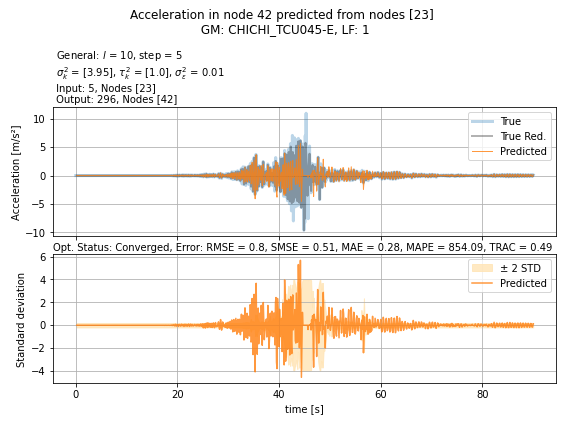 Acceleration in node 42 predicted from nodes [23]
GM: CHICHI_TCU045-E, LF: 1
General: l = 10, step = 5
σ²ₖ = [3.95], τ²ₖ = [1.0], σ²ε = 0.01
Input: 5, Nodes [23]
Output: 296, Nodes [42]
Acceleration [m/s²]
10
5
0
−5
−10
True
True Red.
Predicted
Opt. Status: Converged, Error: RMSE = 0.8, SMSE = 0.51, MAE = 0.28, MAPE = 854.09, TRAC = 0.49
Standard deviation
6
4
2
0
−2
−4
± 2 STD
Predicted
0 20 40 60 80
time [s]